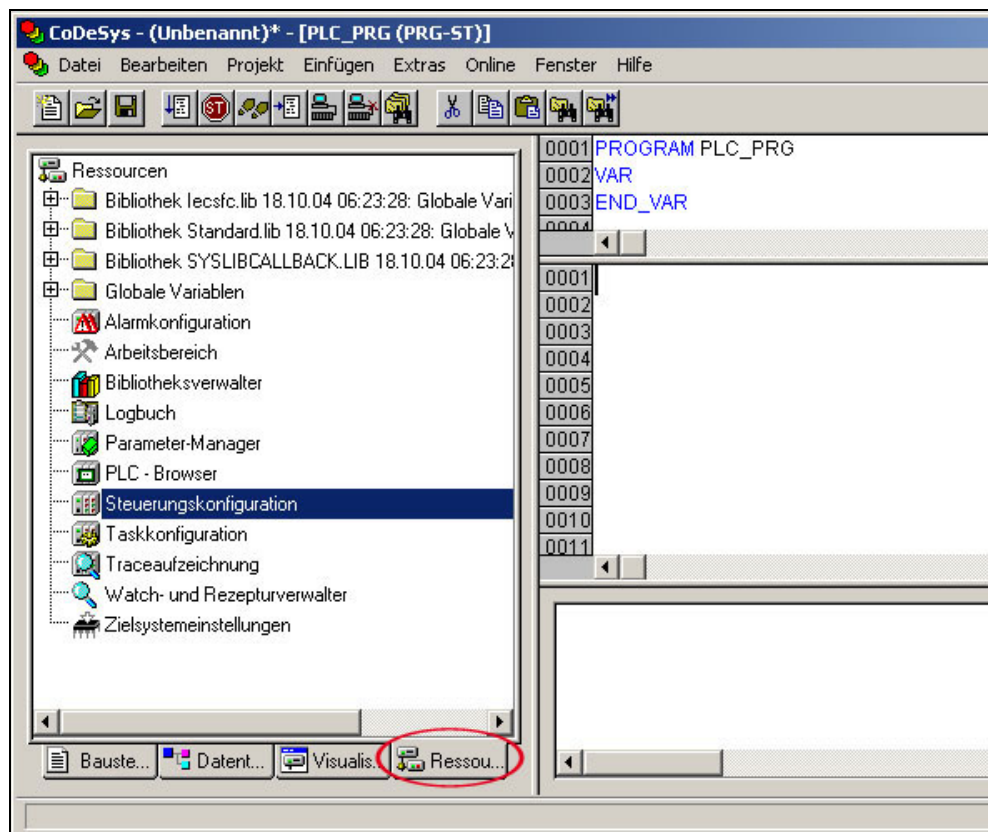 CoDeSys - (Unbenannt)* - [PLC_PRG (PRG-ST)]
Datei Bearbeiten Projekt Einfügen Extras Online Fenster Hilfe
Ressourcen
Bibliothek Iecsfc.lib 18.10.04 06:23:28: Globale Vari
Bibliothek Standard.lib 18.10.04 06:23:28: Globale V
Bibliothek SYSLIBCALLBACK.LIB 18.10.04 06:23:2
Globale Variablen
Alarmkonfiguration
Arbeitsbereich
Bibliotheksverwalter
Logbuch
Parameter-Manager
PLC - Browser
Steuerungskonfiguration
Taskkonfiguration
Traceaufzeichnung
Watch- und Rezepturverwalter
Zielsystemeinstellungen
Bauste... Datent... Visualis... Ressou...
0001 PROGRAM PLC_PRG
0002 VAR
0003 END_VAR
0004
0001
0002
0003
0004
0005
0006
0007
0008
0009
0010
0011